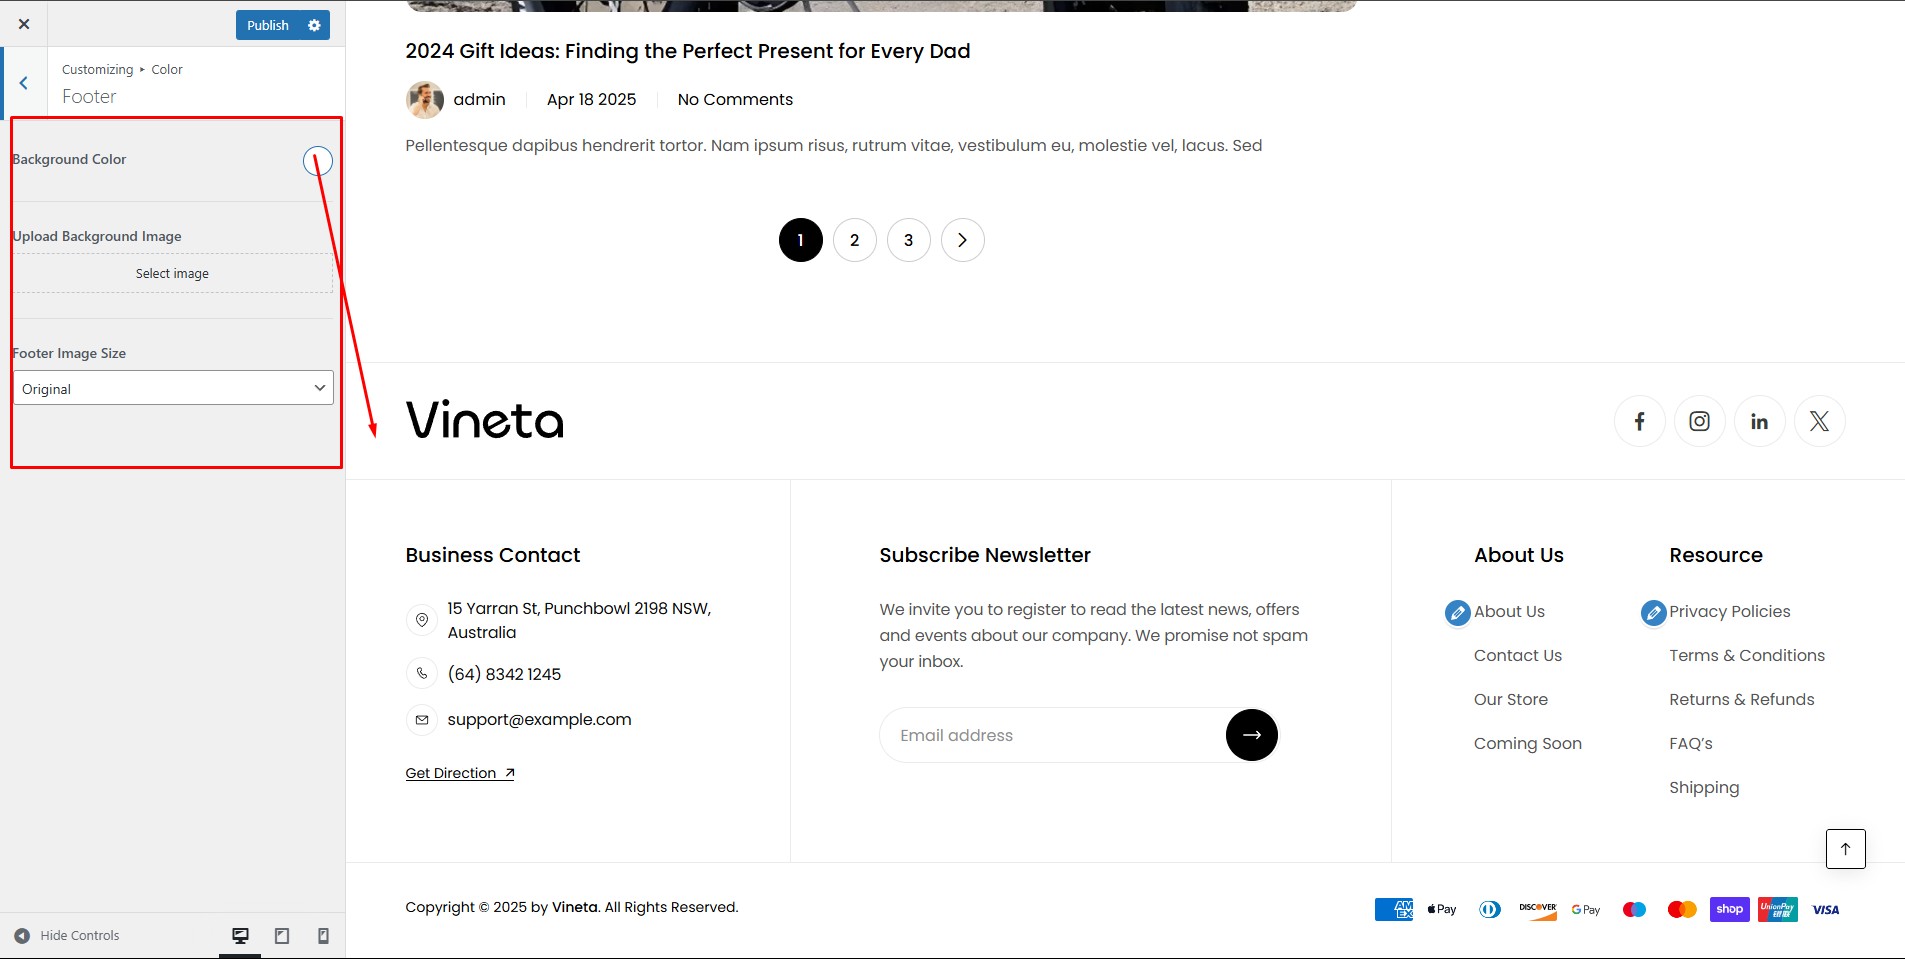 Publish
Customizing ▸ Color
Footer
Background Color
Upload Background Image
Select image
Footer Image Size
Original
Hide Controls
2024 Gift Ideas: Finding the Perfect Present for Every Dad
admin Apr 18 2025 No Comments
Pellentesque dapibus hendrerit tortor. Nam ipsum risus, rutrum vitae, vestibulum eu, molestie vel, lacus. Sed
1 2 3
Vineta
Business Contact
15 Yarran St, Punchbowl 2198 NSW,
Australia
(64) 8342 1245
support@example.com
Get Direction
Subscribe Newsletter
We invite you to register to read the latest news, offers
and events about our company. We promise not spam
your inbox.
Email address
About Us
About Us
Contact Us
Our Store
Coming Soon
Resource
Privacy Policies
Terms & Conditions
Returns & Refunds
FAQ’s
Shipping
Copyright © 2025 by Vineta. All Rights Reserved.
AMEX Pay DISCOVER G Pay shop UnionPay 银联 VISA